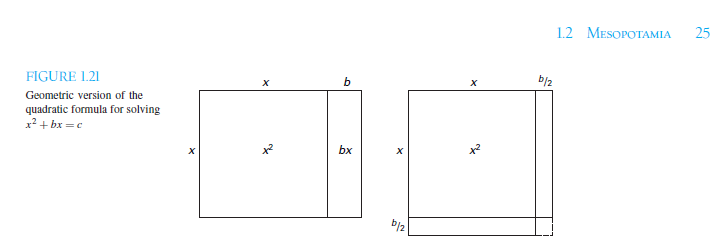 1.2 MESOPOTAMIA 25
FIGURE 1.21
Geometric version of the
quadratic formula for solving
x² + bx = c
x b
x x² bx
x b/2
x x²
b/2